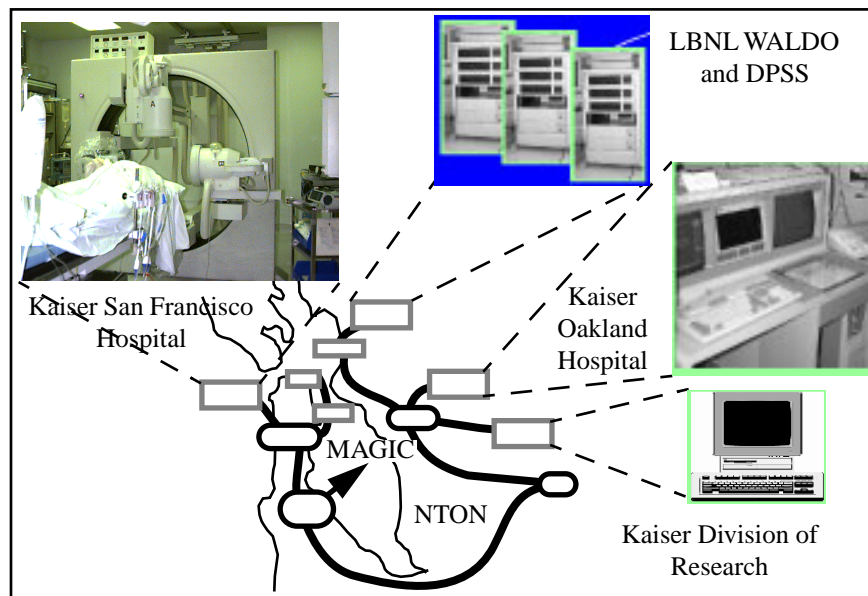 LBNL WALDO
and DPSS
Kaiser San Francisco
Hospital
Kaiser
Oakland
Hospital
MAGIC
NTON
Kaiser Division of
Research